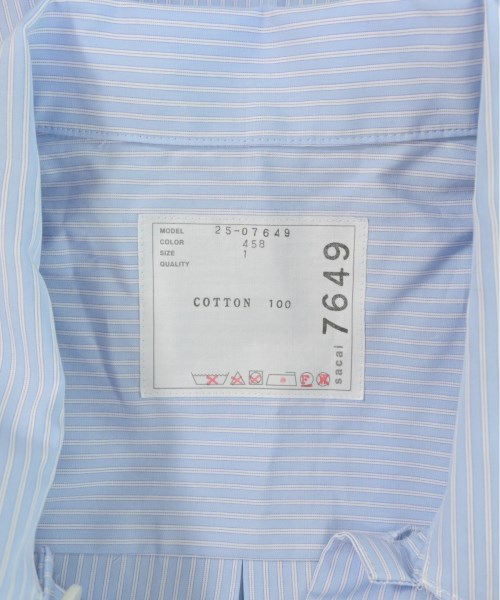 MODEL 25-07649
COLOR 458
SIZE 1
QUALITY
COTTON 100
sacai 7649